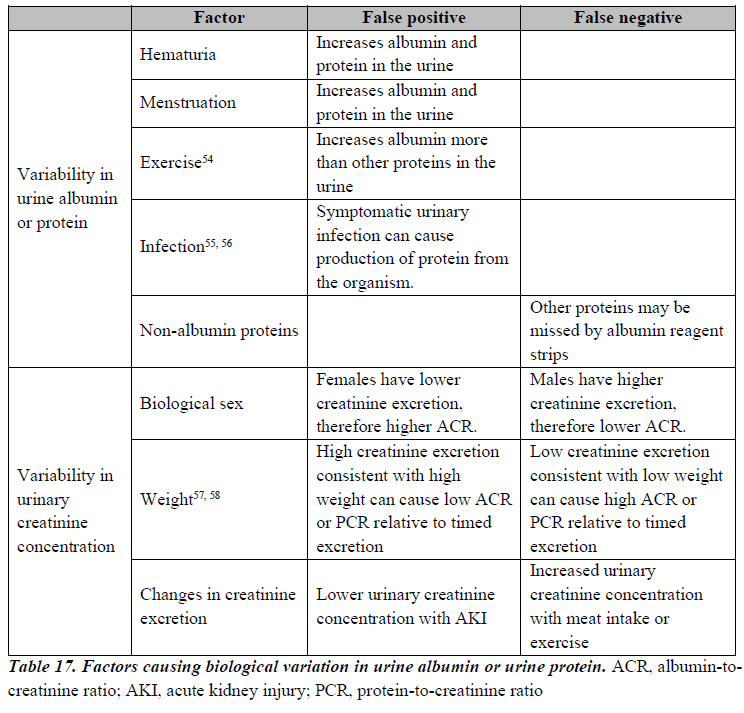 Factor False positive False negative
Variability in
urine albumin
or protein
Hematuria
Increases albumin and
protein in the urine
Menstruation
Increases albumin and
protein in the urine
Exercise54
Increases albumin more
than other proteins in the
urine
Infection55, 56
Symptomatic urinary
infection can cause
production of protein from
the organism.
Non-albumin proteins
Other proteins may be
missed by albumin reagent
strips
Variability in
urinary
creatinine
concentration
Biological sex
Females have lower
creatinine excretion,
therefore higher ACR.
Males have higher
creatinine excretion,
therefore lower ACR.
Weight57, 58
High creatinine excretion
consistent with high
weight can cause low ACR
or PCR relative to timed
excretion
Low creatinine excretion
consistent with low weight
can cause high ACR or
PCR relative to timed
excretion
Changes in creatinine
excretion
Lower urinary creatinine
concentration with AKI
Increased urinary
creatinine concentration
with meat intake or
exercise
Table 17. Factors causing biological variation in urine albumin or urine protein. ACR, albumin-to-
creatinine ratio; AKI, acute kidney injury; PCR, protein-to-creatinine ratio